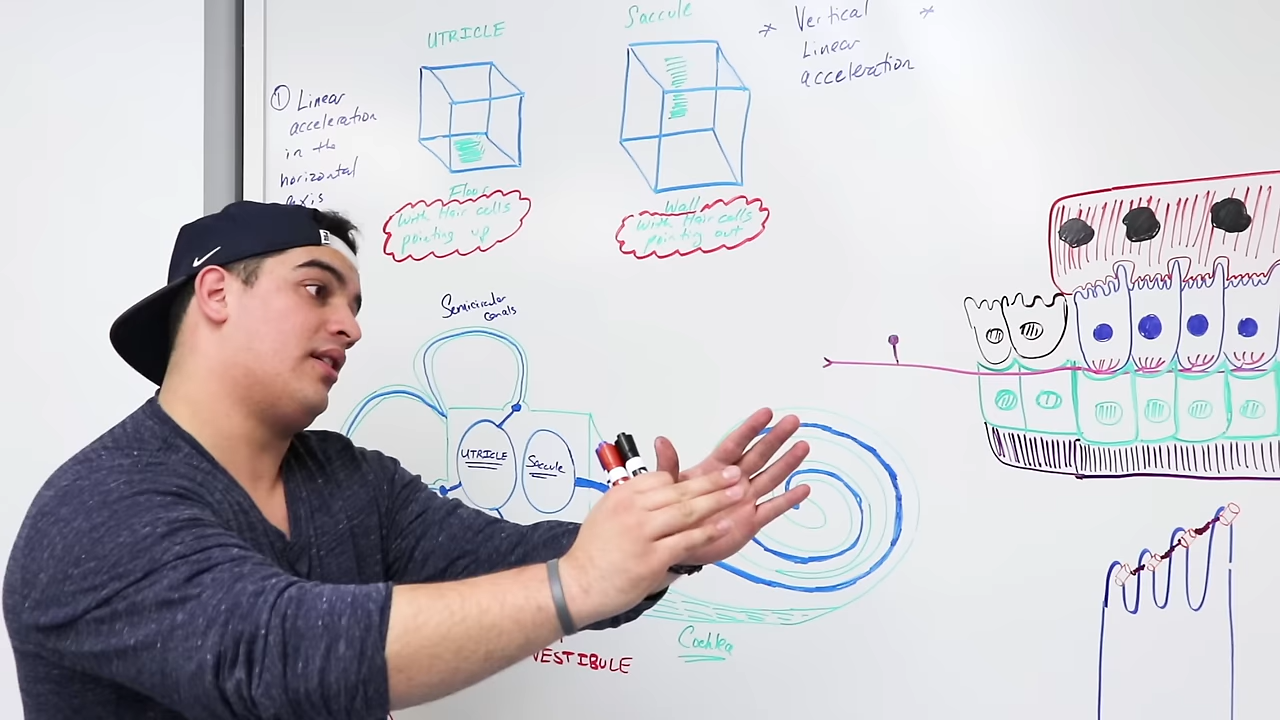 UTRICLE
Saccule
* Vertical *
Linear
acceleration
① Linear
acceleration
in the
horizontal
axis
Floor
with Hair cells
pointing up
Wall
with Hair cells
pointing out
Semicircular
canals
UTRICLE
Saccule
Cochlea
VESTIBULE